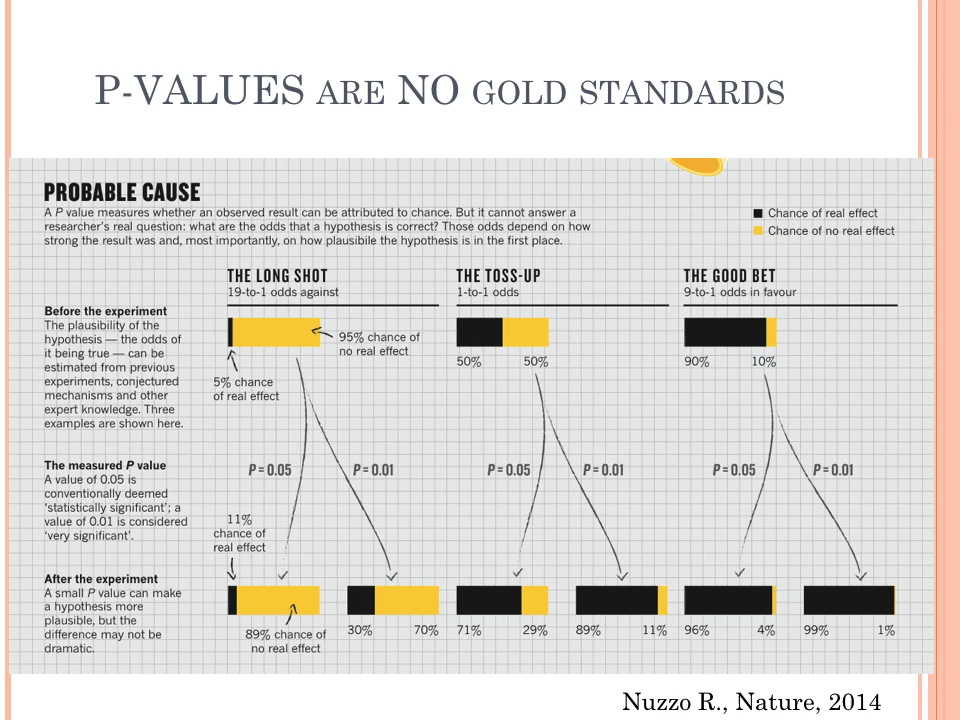 P-VALUES ARE NO GOLD STANDARDS
PROBABLE CAUSE
A P value measures whether an observed result can be attributed to chance. But it cannot answer a
researcher's real question: what are the odds that a hypothesis is correct? Those odds depend on how
strong the result was and, most importantly, on how plausibile the hypothesis is in the first place.
Chance of real effect
Chance of no real effect
THE LONG SHOT
19-to-1 odds against
THE TOSS-UP
1-to-1 odds
THE GOOD BET
9-to-1 odds in favour
Before the experiment
The plausibility of the
hypothesis — the odds of
it being true — can be
estimated from previous
experiments, conjectured
mechanisms and other
expert knowledge. Three
examples are shown here.
95% chance of
no real effect
5% chance
of real effect
50% 50%
90% 10%
The measured P value
A value of 0.05 is
conventionally deemed
‘statistically significant’; a
value of 0.01 is considered
‘very significant’.
P = 0.05 P = 0.01
P = 0.05 P = 0.01
P = 0.05 P = 0.01
11%
chance of
real effect
After the experiment
A small P value can make
a hypothesis more
plausible, but the
difference may not be
dramatic.
89% chance of
no real effect
30% 70%
71% 29%
89% 11%
96% 4%
99% 1%
Nuzzo R., Nature, 2014